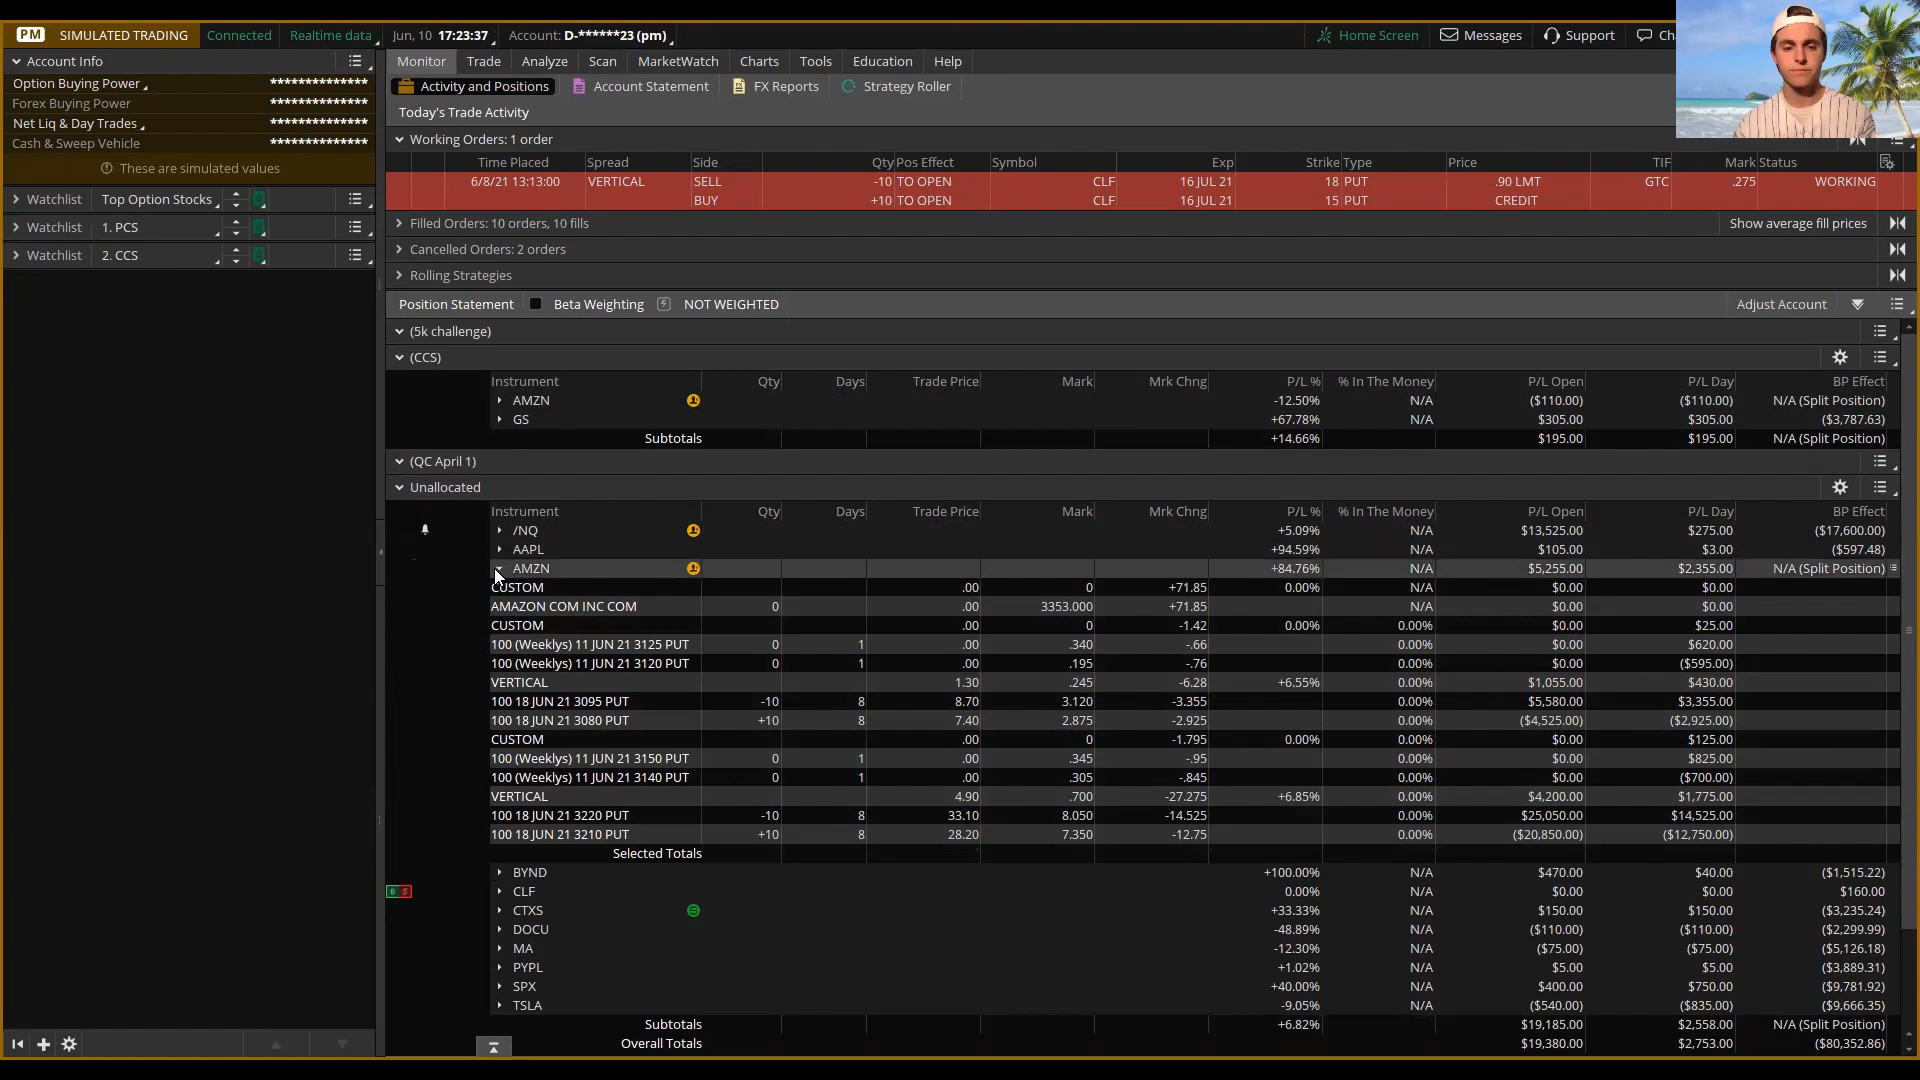 PM SIMULATED TRADING Connected Realtime data Jun, 10 17:23:37 Account: D-******23 (pm) Home Screen Messages Support
Account Info Monitor Trade Analyze Scan MarketWatch Charts Tools Education Help
Option Buying Power **************
Forex Buying Power **************
Net Liq & Day Trades **************
Cash & Sweep Vehicle **************
These are simulated values
Watchlist Top Option Stocks
Watchlist 1. PCS
Watchlist 2. CCS
Activity and Positions Account Statement FX Reports Strategy Roller
Today's Trade Activity
Working Orders: 1 order
Time Placed Spread Side Qty Pos Effect Symbol Exp Strike Type Price TIF Mark Status
6/8/21 13:13:00 VERTICAL SELL -10 TO OPEN CLF 16 JUL 21 18 PUT .90 LMT GTC .275 WORKING
BUY +10 TO OPEN CLF 16 JUL 21 15 PUT CREDIT
Filled Orders: 10 orders, 10 fills Show average fill prices
Cancelled Orders: 2 orders
Rolling Strategies
Position Statement Beta Weighting NOT WEIGHTED Adjust Account
(5k challenge)
(CCS)
Instrument Qty Days Trade Price Mark Mrk Chng P/L % % In The Money P/L Open P/L Day BP Effect
AMZN -12.50% N/A ($110.00) ($110.00) N/A (Split Position)
GS +67.78% N/A $305.00 $305.00 ($3,787.63)
Subtotals +14.66% $195.00 $195.00 N/A (Split Position)
(QC April 1)
Unallocated
Instrument Qty Days Trade Price Mark Mrk Chng P/L % % In The Money P/L Open P/L Day BP Effect
/NQ +5.09% N/A $13,525.00 $275.00 ($17,600.00)
AAPL +94.59% N/A $105.00 $3.00 ($597.48)
AMZN +84.76% N/A $5,255.00 $2,355.00 N/A (Split Position)
CUSTOM .00 0 +71.85 0.00% 0.00% $0.00 $0.00
AMAZON COM INC COM 0 .00 3353.000 +71.85 N/A $0.00 $0.00
CUSTOM .00 0 -1.42 0.00% 0.00% $0.00 $25.00
100 (Weeklys) 11 JUN 21 3125 PUT 0 1 .00 .340 -.66 0.00% $0.00 $620.00
100 (Weeklys) 11 JUN 21 3120 PUT 0 1 .00 .195 -.76 0.00% $0.00 ($595.00)
VERTICAL 1.30 .245 -6.28 +6.55% 0.00% $1,055.00 $430.00
100 18 JUN 21 3095 PUT -10 8 8.70 3.120 -3.355 0.00% $5,580.00 $3,355.00
100 18 JUN 21 3080 PUT +10 8 7.40 2.875 -2.925 0.00% ($4,525.00) ($2,925.00)
CUSTOM .00 0 -1.795 0.00% 0.00% $0.00 $125.00
100 (Weeklys) 11 JUN 21 3150 PUT 0 1 .00 .345 -.95 0.00% $0.00 $825.00
100 (Weeklys) 11 JUN 21 3140 PUT 0 1 .00 .305 -.845 0.00% $0.00 ($700.00)
VERTICAL 4.90 .700 -27.275 +6.85% 0.00% $4,200.00 $1,775.00
100 18 JUN 21 3220 PUT -10 8 33.10 8.050 -14.525 0.00% $25,050.00 $14,525.00
100 18 JUN 21 3210 PUT +10 8 28.20 7.350 -12.75 0.00% ($20,850.00) ($12,750.00)
Selected Totals
BYND +100.00% N/A $470.00 $40.00 ($1,515.22)
CLF 0.00% N/A $0.00 $0.00 $160.00
CTXS +33.33% N/A $150.00 $150.00 ($3,235.24)
DOCU -48.89% N/A ($110.00) ($110.00) ($2,299.99)
MA -12.30% N/A ($75.00) ($75.00) ($5,126.18)
PYPL +1.02% N/A $5.00 $5.00 ($3,889.31)
SPX +40.00% N/A $400.00 $750.00 ($9,781.92)
TSLA -9.05% N/A ($540.00) ($835.00) ($9,666.35)
Subtotals +6.82% $19,185.00 $2,558.00 N/A (Split Position)
Overall Totals $19,380.00 $2,753.00 ($80,352.86)